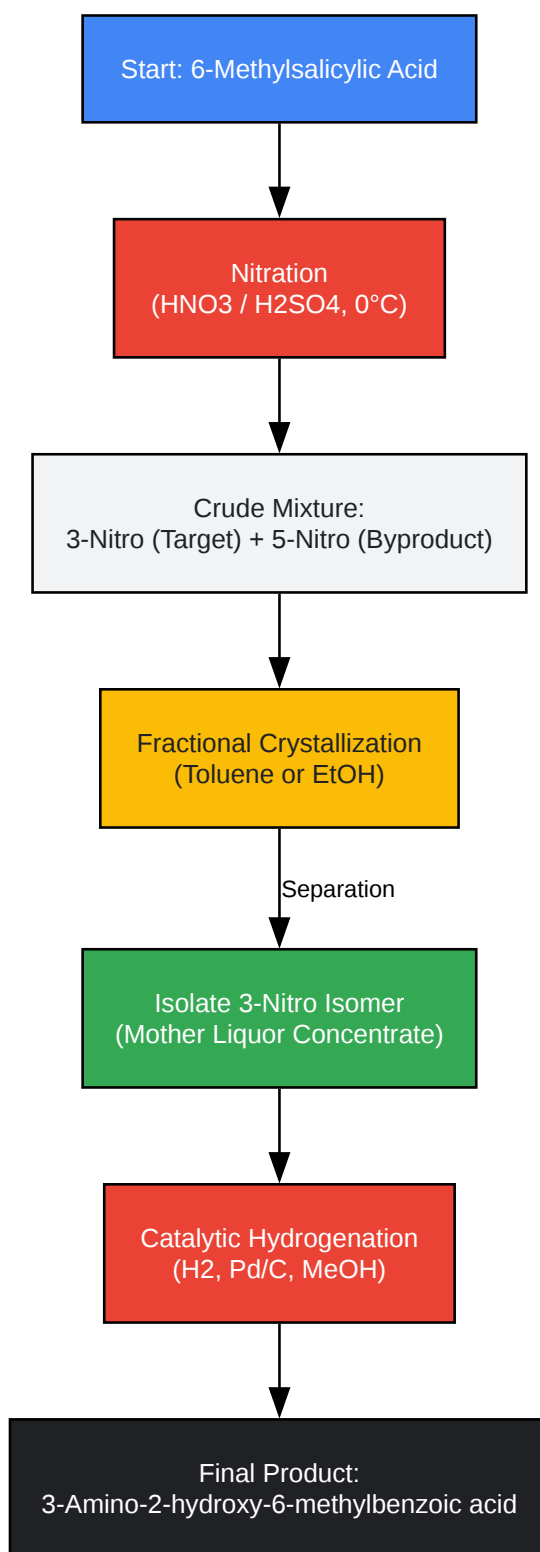 Start: 6-Methylsalicylic Acid
Nitration
(HNO3 / H2SO4, 0°C)
Crude Mixture:
3-Nitro (Target) + 5-Nitro (Byproduct)
Fractional Crystallization
(Toluene or EtOH)
Separation
Isolate 3-Nitro Isomer
(Mother Liquor Concentrate)
Catalytic Hydrogenation
(H2, Pd/C, MeOH)
Final Product:
3-Amino-2-hydroxy-6-methylbenzoic acid